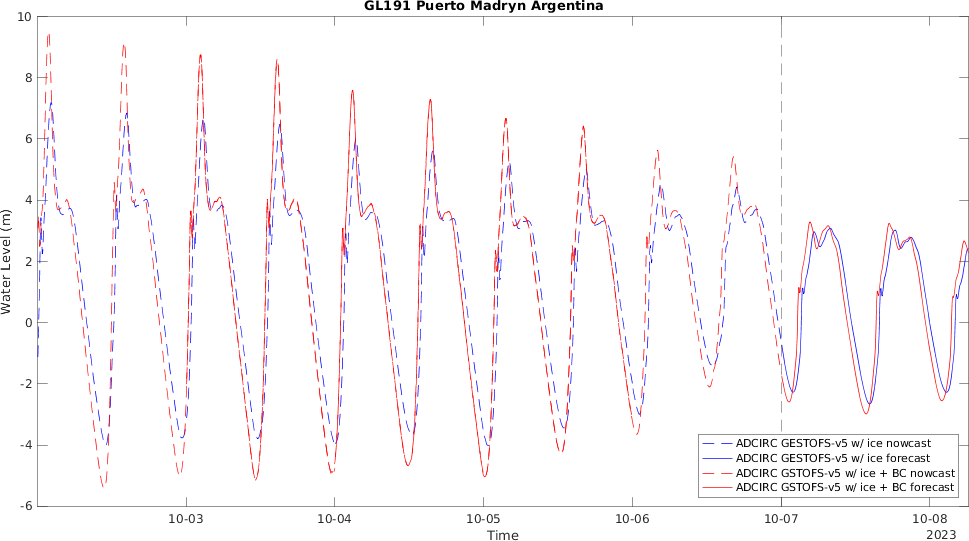 GL191 Puerto Madryn Argentina
10
8
6
4
2
0
-2
-4
-6
Water Level (m)
10-03
10-04
10-05
10-06
10-07
10-08
Time
2023
ADCIRC GESTOFS-v5 w/ ice nowcast
ADCIRC GESTOFS-v5 w/ ice forecast
ADCIRC GSTOFS-v5 w/ ice + BC nowcast
ADCIRC GSTOFS-v5 w/ ice + BC forecast